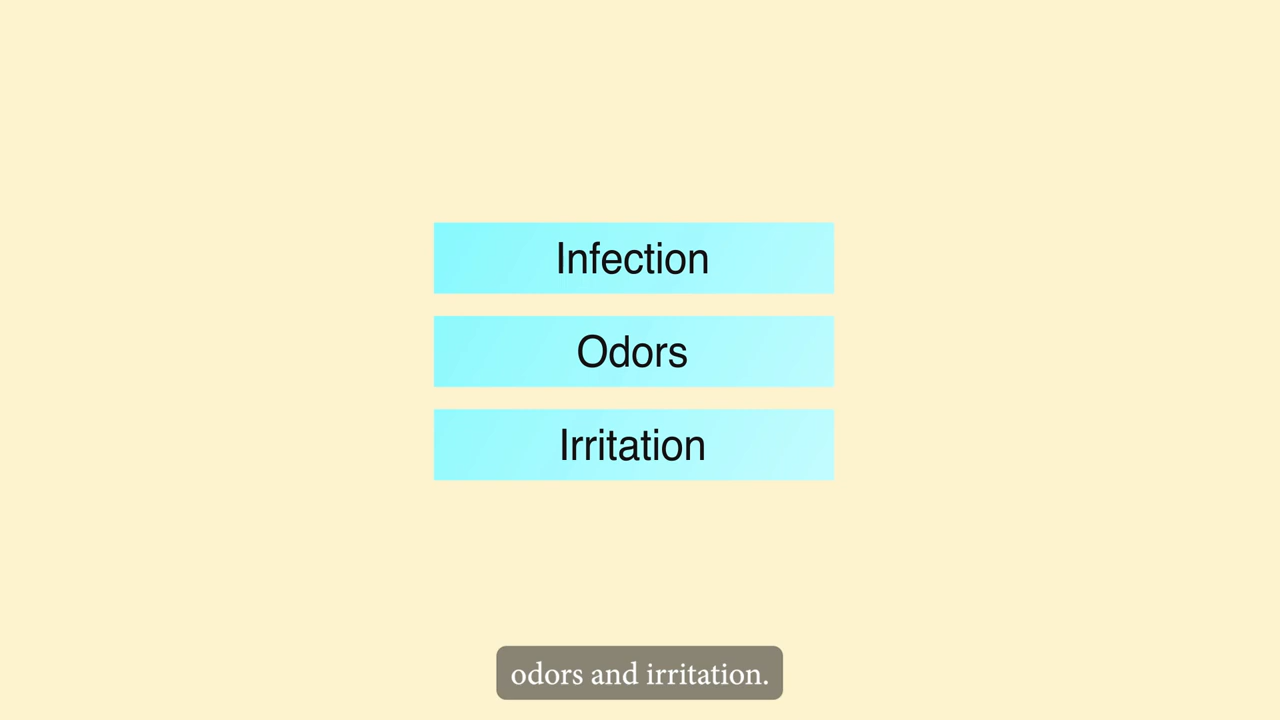 Infection
Odors
Irritation
odors and irritation.